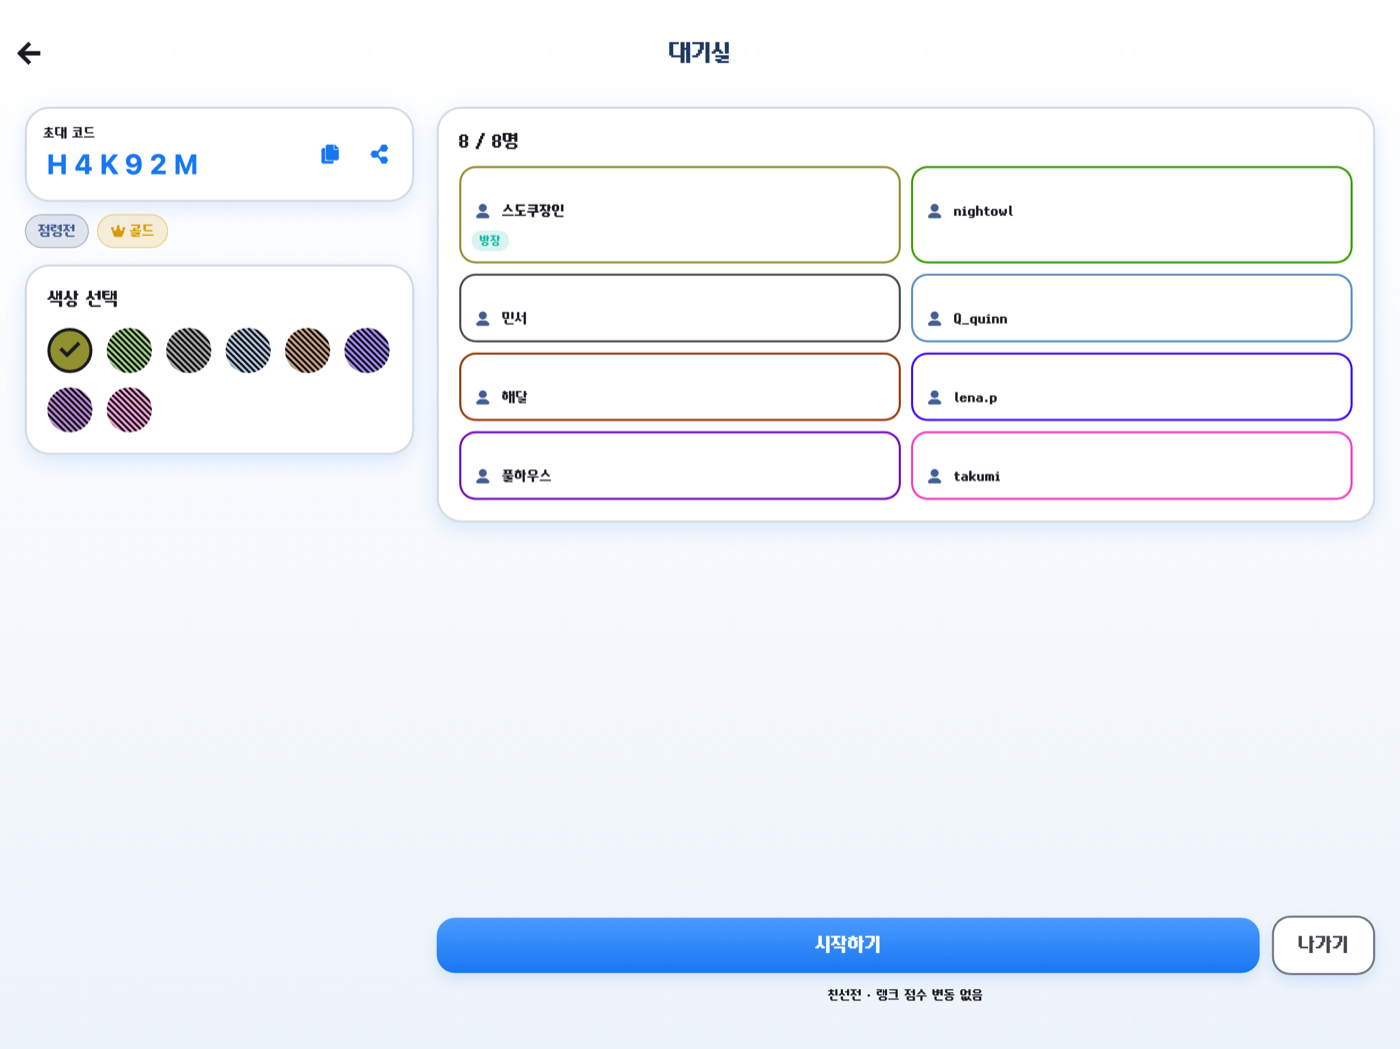 대기실
초대 코드
H4K92M
점령전
골드
색상 선택
8 / 8명
스도쿠장인
방장
nightowl
민서
Q_quinn
해달
lena.p
풀하우스
takumi
시작하기
나가기
친선전 · 랭크 점수 변동 없음